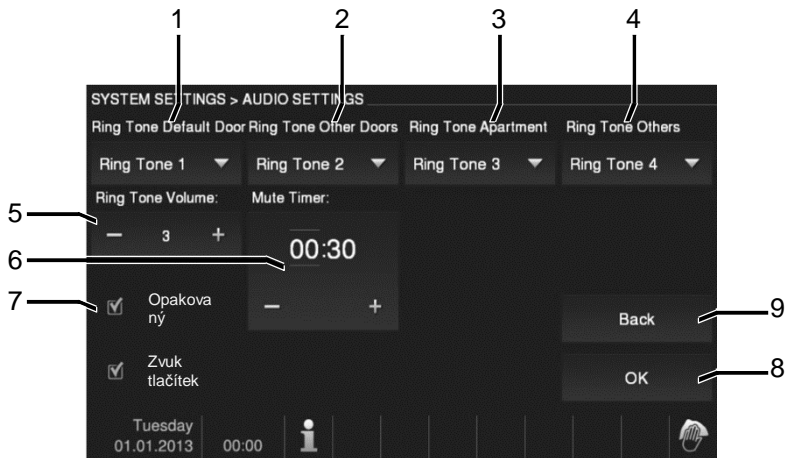 1 2 3 4
SYSTEM SETTINGS > AUDIO SETTINGS
Ring Tone Default Door Ring Tone Other Doors Ring Tone Apartment Ring Tone Others
Ring Tone 1 Ring Tone 2 Ring Tone 3 Ring Tone 4
Ring Tone Volume: Mute Timer:
5
− 3 +
00:30
6
7
Opakova
ný
− +
Back
9
Zvuk
tlačítek
OK
8
Tuesday
01.01.2013 00:00